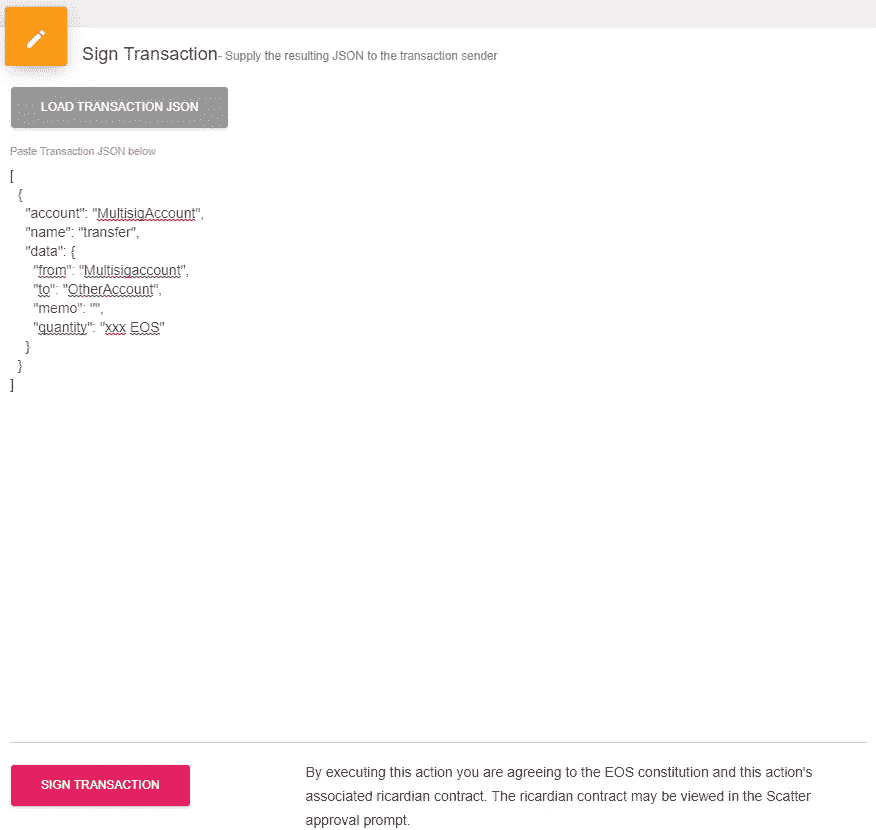 Sign Transaction- Supply the resulting JSON to the transaction sender
LOAD TRANSACTION JSON
Paste Transaction JSON below
[
{
"account": "MultisigAccount",
"name": "transfer",
"data": {
"from": "Multisigaccount",
"to": "OtherAccount",
"memo": "",
"quantity": "xxx EOS"
}
}
]
SIGN TRANSACTION
By executing this action you are agreeing to the EOS constitution and this action's
associated ricardian contract. The ricardian contract may be viewed in the Scatter
approval prompt.